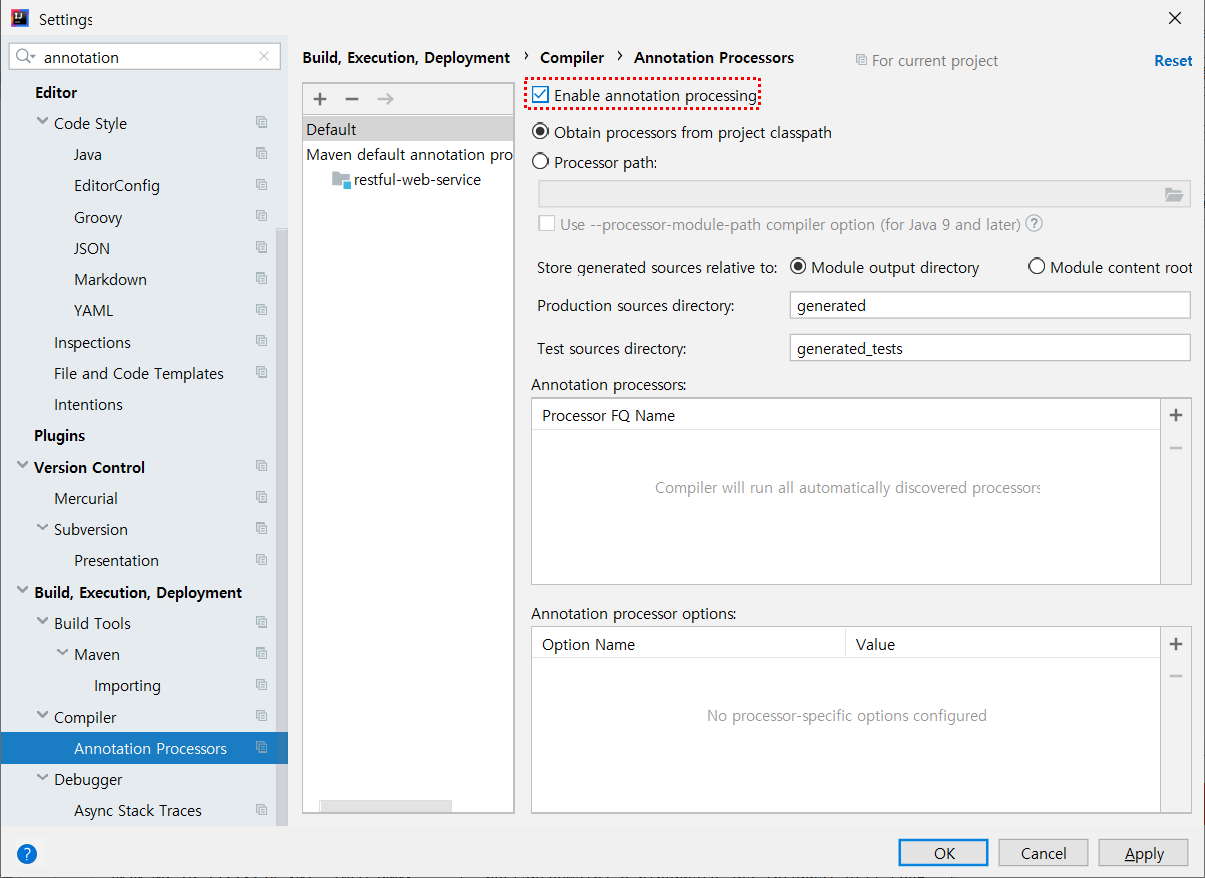 Settings
annotation
Editor
Code Style
Java
EditorConfig
Groovy
JSON
Markdown
YAML
Inspections
File and Code Templates
Intentions
Plugins
Version Control
Mercurial
Subversion
Presentation
Build, Execution, Deployment
Build Tools
Maven
Importing
Compiler
Annotation Processors
Debugger
Async Stack Traces
Build, Execution, Deployment › Compiler › Annotation Processors
For current project
Reset
Default
Maven default annotation pro
restful-web-service
Enable annotation processing
Obtain processors from project classpath
Processor path:
Use --processor-module-path compiler option (for Java 9 and later) ?
Store generated sources relative to: Module output directory Module content root
Production sources directory: generated
Test sources directory: generated_tests
Annotation processors:
Processor FQ Name
Compiler will run all automatically discovered processors
Annotation processor options:
Option Name Value
No processor-specific options configured
?
OK Cancel Apply